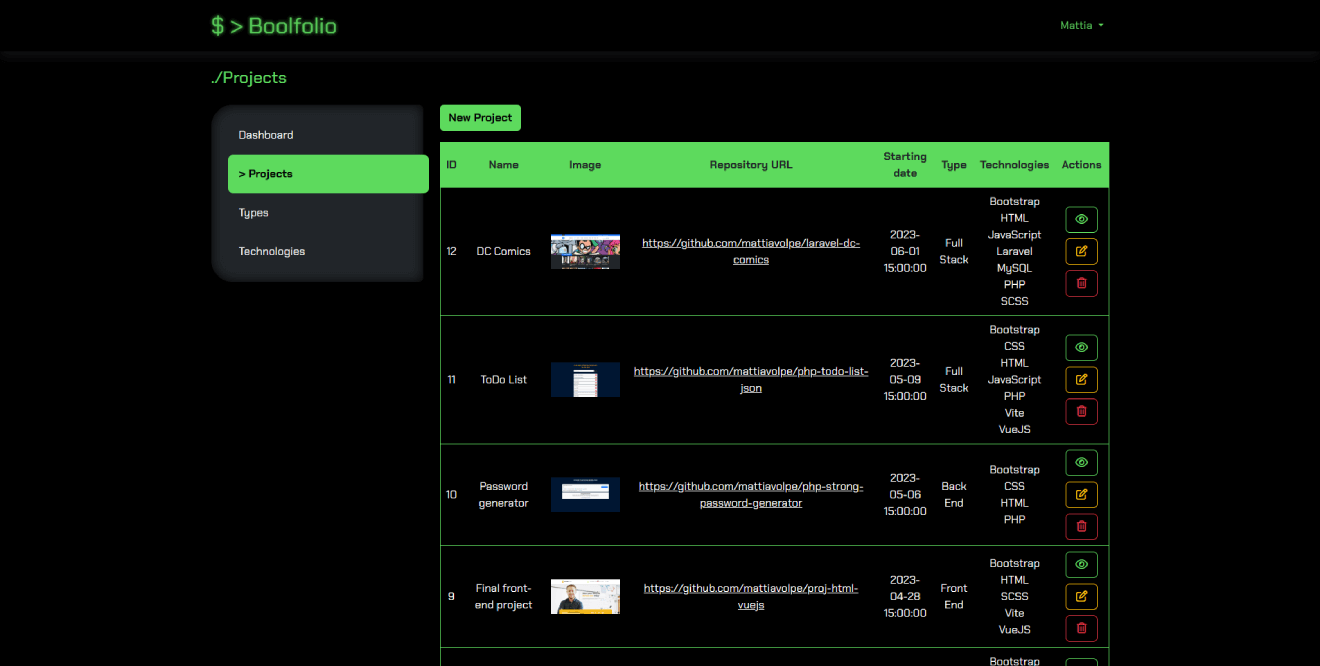 $ > Boolfolio
Mattia
./Projects
Dashboard
> Projects
Types
Technologies
New Project
ID Name Image Repository URL Starting date Type Technologies Actions
12
DC Comics
https://github.com/mattiavolpe/laravel-dc-
comics
2023-
06-01
15:00:00
Full
Stack
Bootstrap
HTML
JavaScript
Laravel
MySQL
PHP
SCSS
11
ToDo List
https://github.com/mattiavolpe/php-todo-list-
json
2023-
05-09
15:00:00
Full
Stack
Bootstrap
CSS
HTML
JavaScript
PHP
Vite
VueJS
10
Password
generator
https://github.com/mattiavolpe/php-strong-
password-generator
2023-
05-06
15:00:00
Back
End
Bootstrap
CSS
HTML
PHP
9
Final front-
end project
https://github.com/mattiavolpe/proj-html-
vuejs
2023-
04-28
15:00:00
Front
End
Bootstrap
HTML
SCSS
Vite
VueJS
Bootstrap